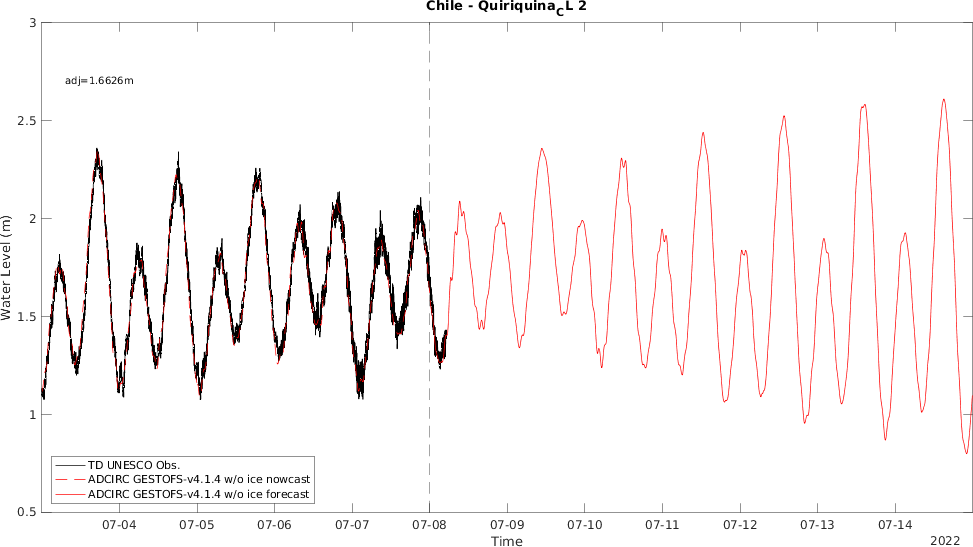 Chile - Quiriquina_CL 2
3
adj=1.6626m
2.5
2
Water Level (m)
1.5
1
TD UNESCO Obs.
ADCIRC GESTOFS-v4.1.4 w/o ice nowcast
ADCIRC GESTOFS-v4.1.4 w/o ice forecast
0.5
07-04 07-05 07-06 07-07 07-08 07-09 07-10 07-11 07-12 07-13 07-14
Time
2022